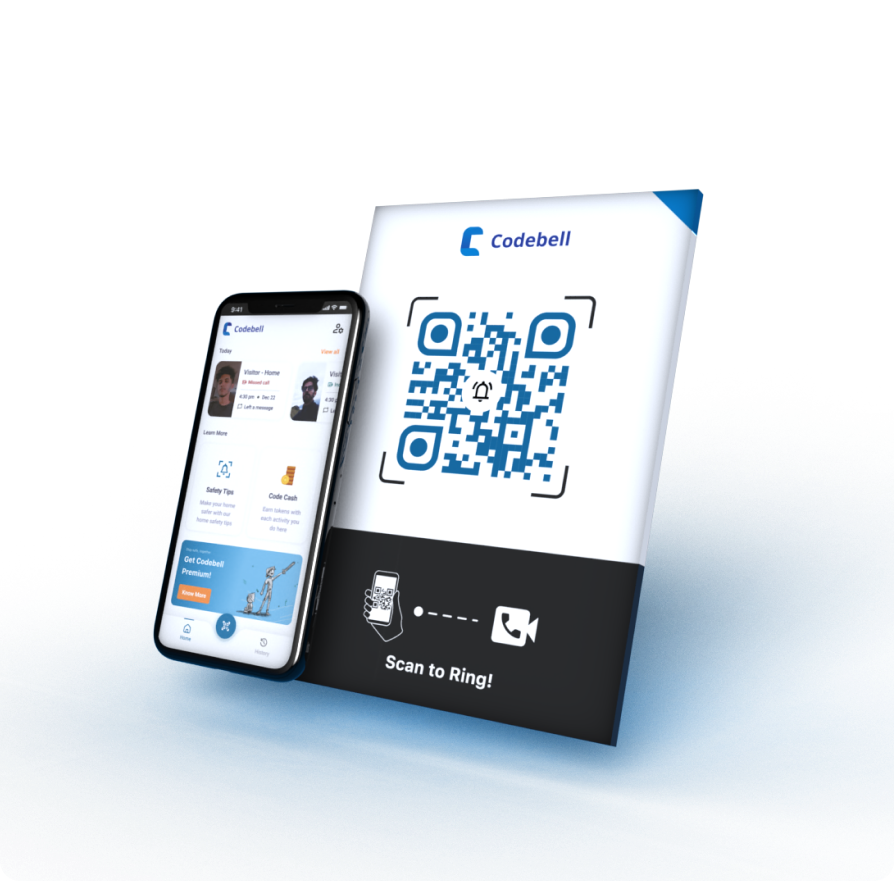 Codebell
Scan to Ring!
9:41
Codebell
Today
View all
Visitor - Home
Missed call
4:30 pm • Dec 22
Left a message
Learn More
Safety Tips
Make your home
safer with our
home safety tips
Code Cash
Earn tokens with
each activity you
do here
Get Codebell
Premium!
Know More
Home
History